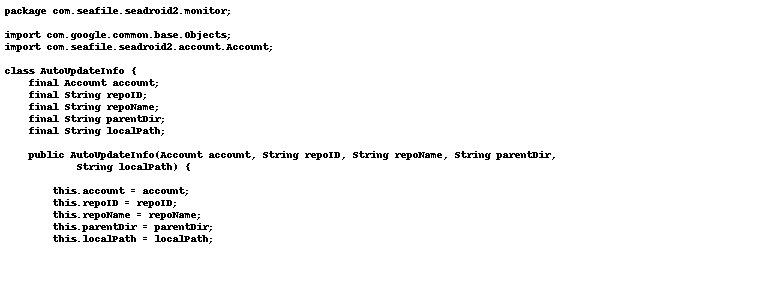 package com.seafile.seadroid2.monitor;

import com.google.common.base.Objects;
import com.seafile.seadroid2.account.Account;

class AutoUpdateInfo {
    final Account account;
    final String repoID;
    final String repoName;
    final String parentDir;
    final String localPath;

    public AutoUpdateInfo(Account account, String repoID, String repoName, String parentDir,
            String localPath) {

        this.account = account;
        this.repoID = repoID;
        this.repoName = repoName;
        this.parentDir = parentDir;
        this.localPath = localPath;